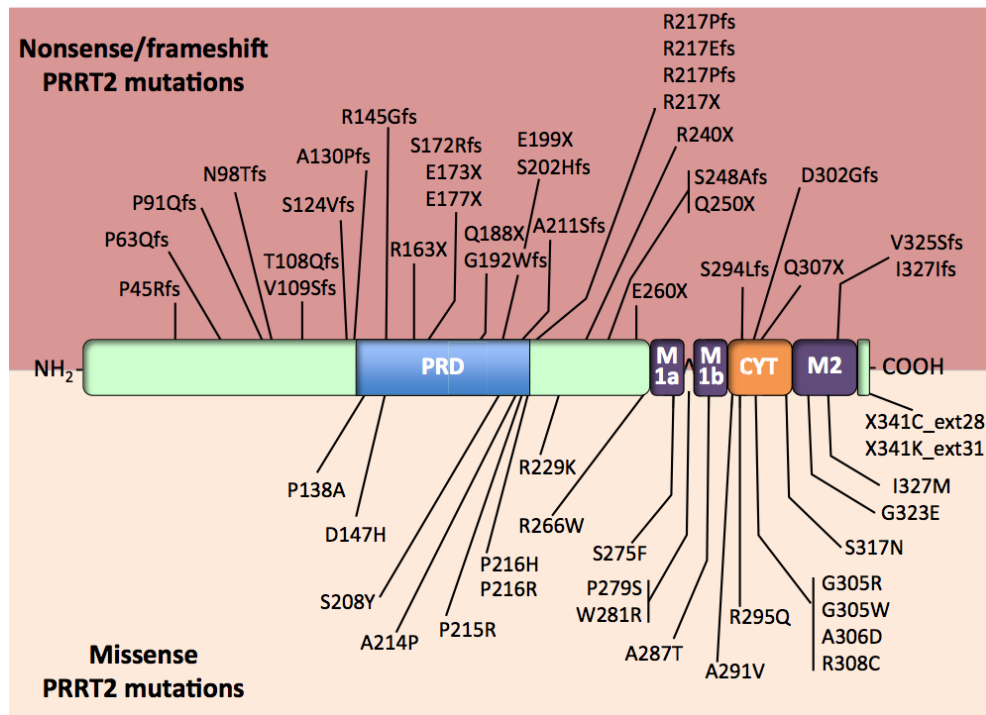 Nonsense/frameshift
PRRT2 mutations
R217Pfs
R217Efs
R217Pfs
R217X
R145Gfs
S172Rfs
E173X
E177X
E199X
S202Hfs
R240X
A130Pfs
N98Tfs
S248Afs
Q250X
D302Gfs
P91Qfs
S124Vfs
A211Sfs
P63Qfs
R163X
Q188X
G192Wfs
V325Sfs
I327Ifs
T108Qfs
V109Sfs
S294Lfs
Q307X
P45Rfs
E260X
NH2
PRD
M
1a
M
1b
CYT
M2
COOH
X341C_ext28
X341K_ext31
P138A
R229K
I327M
G323E
D147H
R266W
S317N
S275F
P216H
P216R
P279S
W281R
G305R
G305W
A306D
R308C
S208Y
R295Q
P215R
A214P
A287T
A291V
Missense
PRRT2 mutations